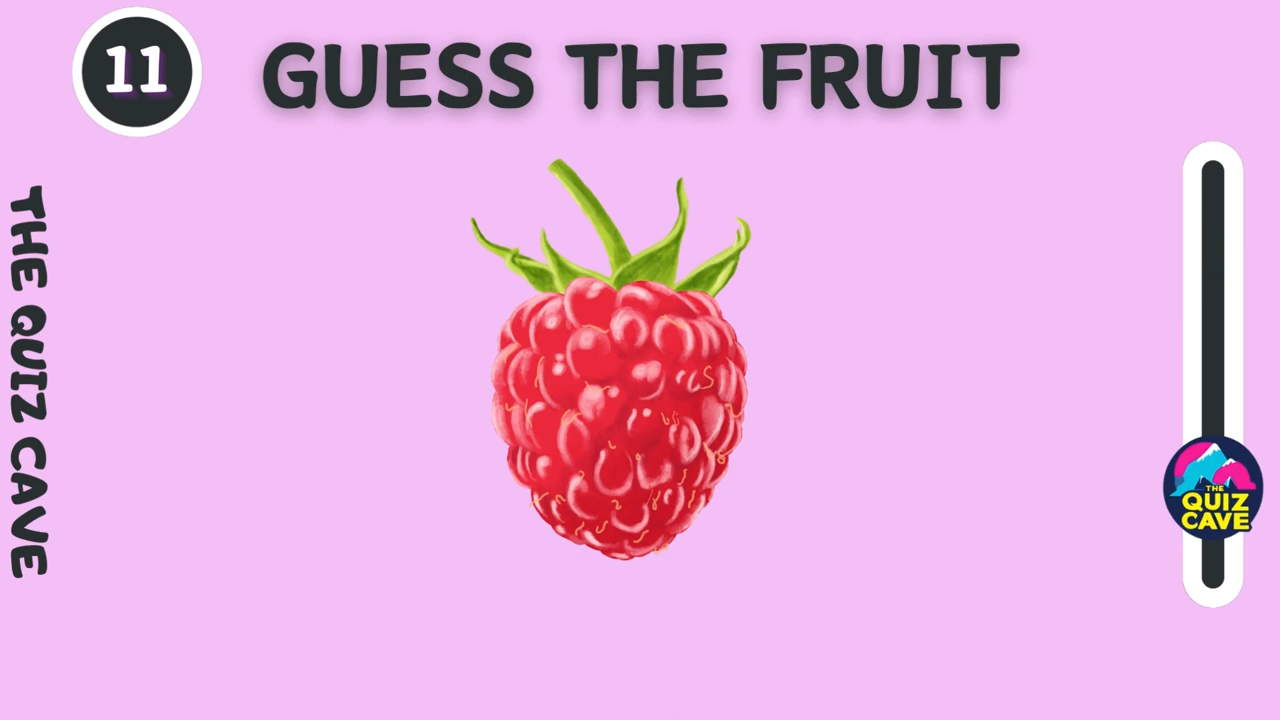 11
GUESS THE FRUIT
THE QUIZ CAVE
THE
QUIZ
CAVE